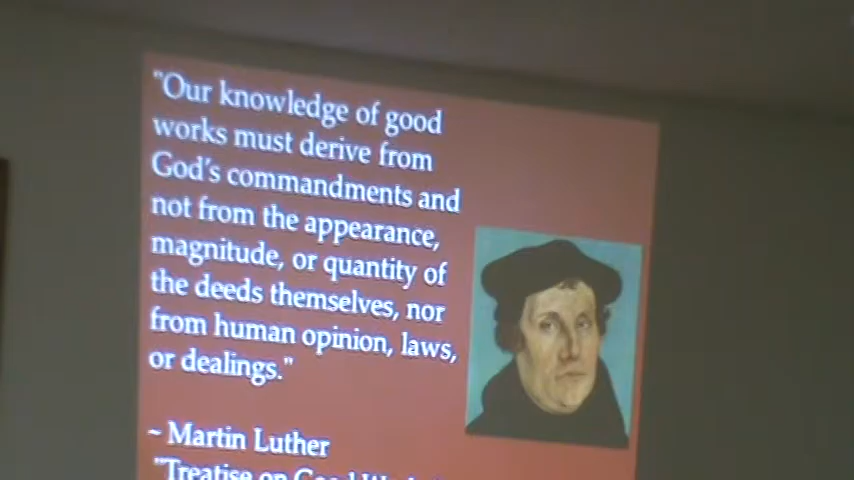 "Our knowledge of good
works must derive from
God's commandments and
not from the appearance,
magnitude, or quantity of
the deeds themselves, nor
from human opinion, laws,
or dealings."
~ Martin Luther
"Treatise on Good